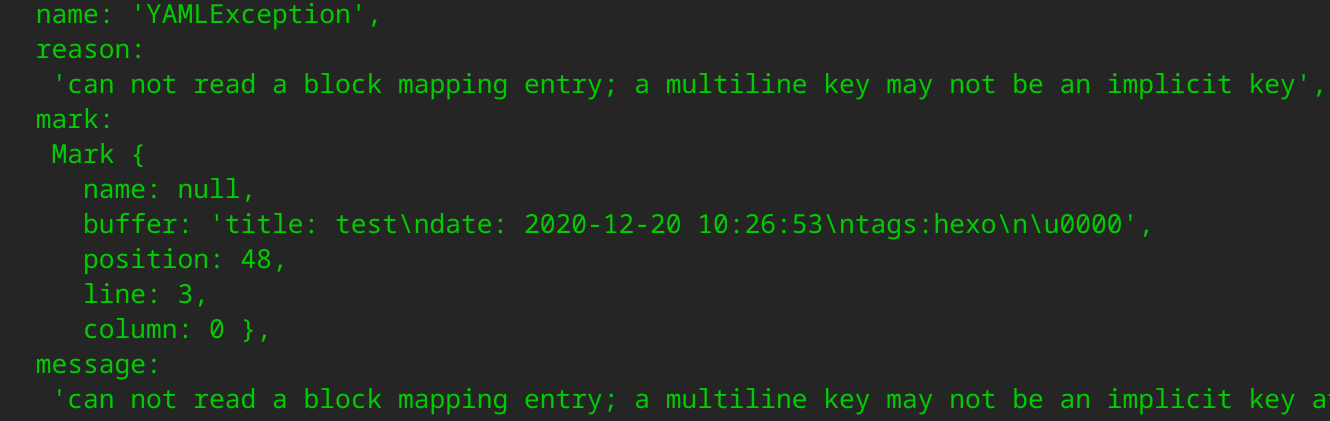 name: 'YAMLException',
reason:
'can not read a block mapping entry; a multiline key may not be an implicit key',
mark:
Mark {
name: null,
buffer: 'title: test\ndate: 2020-12-20 10:26:53\ntags:hexo\n\u0000',
position: 48,
line: 3,
column: 0 },
message:
'can not read a block mapping entry; a multiline key may not be an implicit key